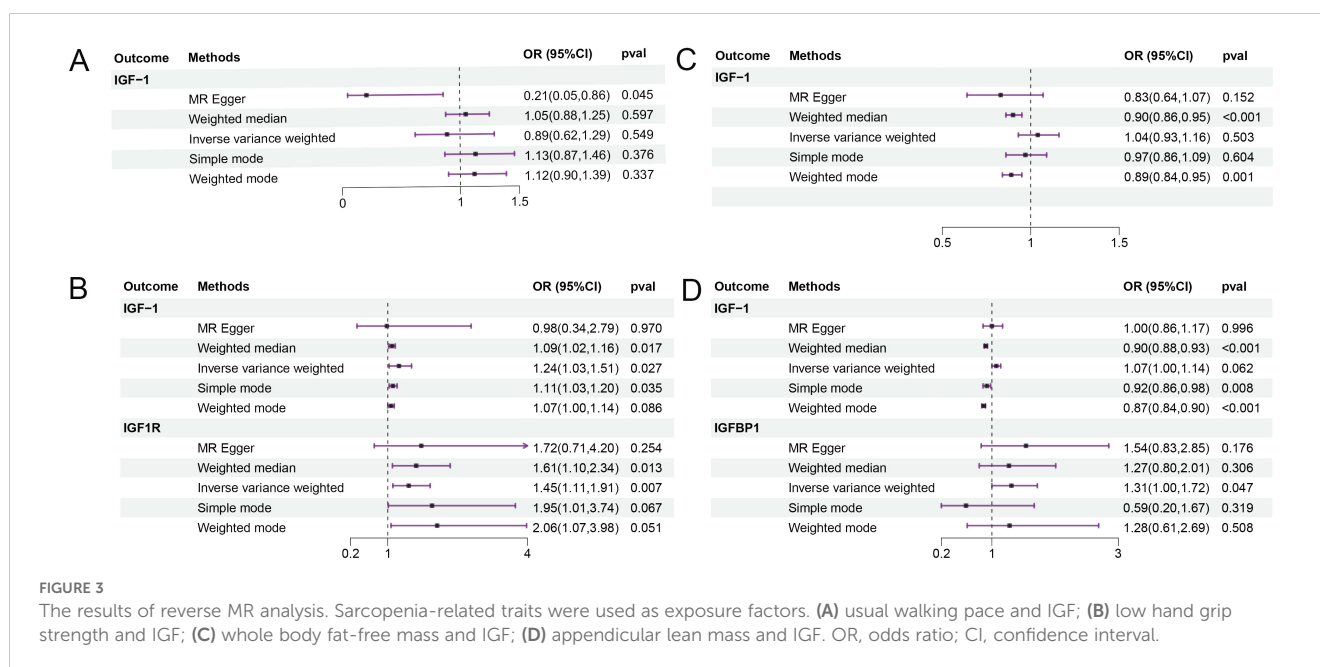 A
Outcome Methods OR (95%CI) pval
IGF−1
MR Egger 0.21(0.05,0.86) 0.045
Weighted median 1.05(0.88,1.25) 0.597
Inverse variance weighted 0.89(0.62,1.29) 0.549
Simple mode 1.13(0.87,1.46) 0.376
Weighted mode 1.12(0.90,1.39) 0.337
0 1 1.5
C
Outcome Methods OR (95%CI) pval
IGF−1
MR Egger 0.83(0.64,1.07) 0.152
Weighted median 0.90(0.86,0.95) <0.001
Inverse variance weighted 1.04(0.93,1.16) 0.503
Simple mode 0.97(0.86,1.09) 0.604
Weighted mode 0.89(0.84,0.95) 0.001
0.5 1 1.5
B
Outcome Methods OR (95%CI) pval
IGF−1
MR Egger 0.98(0.34,2.79) 0.970
Weighted median 1.09(1.02,1.16) 0.017
Inverse variance weighted 1.24(1.03,1.51) 0.027
Simple mode 1.11(1.03,1.20) 0.035
Weighted mode 1.07(1.00,1.14) 0.086
IGF1R
MR Egger 1.72(0.71,4.20) 0.254
Weighted median 1.61(1.10,2.34) 0.013
Inverse variance weighted 1.45(1.11,1.91) 0.007
Simple mode 1.95(1.01,3.74) 0.067
Weighted mode 2.06(1.07,3.98) 0.051
0.2 1 4
D
Outcome Methods OR (95%CI) pval
IGF−1
MR Egger 1.00(0.86,1.17) 0.996
Weighted median 0.90(0.88,0.93) <0.001
Inverse variance weighted 1.07(1.00,1.14) 0.062
Simple mode 0.92(0.86,0.98) 0.008
Weighted mode 0.87(0.84,0.90) <0.001
IGFBP1
MR Egger 1.54(0.83,2.85) 0.176
Weighted median 1.27(0.80,2.01) 0.306
Inverse variance weighted 1.31(1.00,1.72) 0.047
Simple mode 0.59(0.20,1.67) 0.319
Weighted mode 1.28(0.61,2.69) 0.508
0.2 1 3
FIGURE 3
The results of reverse MR analysis. Sarcopenia-related traits were used as exposure factors. (A) usual walking pace and IGF; (B) low hand grip
strength and IGF; (C) whole body fat-free mass and IGF; (D) appendicular lean mass and IGF. OR, odds ratio; CI, confidence interval.